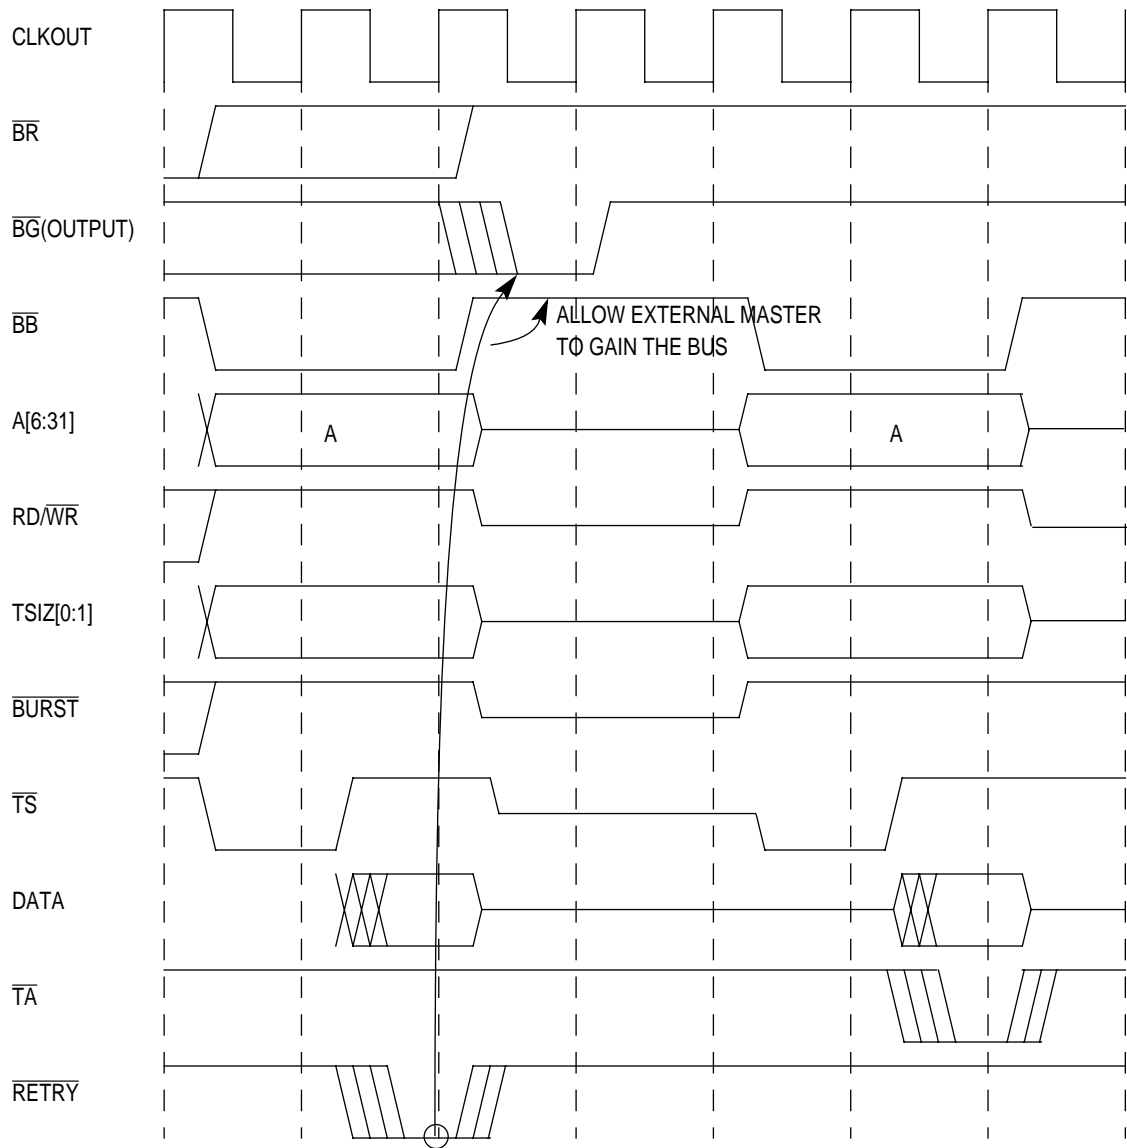 CLKOUT
BR
BG(OUTPUT)
BB
ALLOW EXTERNAL MASTER
TO GAIN THE BUS
A[6:31]
A
A
RD/WR
TSIZ[0:1]
BURST
TS
DATA
TA
RETRY